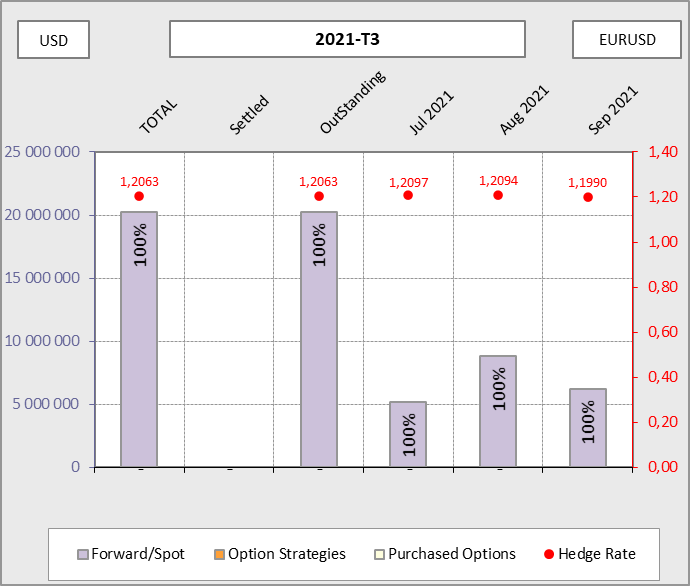 USD
2021-T3
EURUSD
TOTAL
Settled
OutStanding
Jul 2021
Aug 2021
Sep 2021
25 000 000
20 000 000
15 000 000
10 000 000
5 000 000
0
1,2063
1,2063
1,2097
1,2094
1,1990
100%
100%
100%
100%
100%
1,40
1,20
1,00
0,80
0,60
0,40
0,20
0,00
- - - - - -
Forward/Spot Option Strategies Purchased Options Hedge Rate